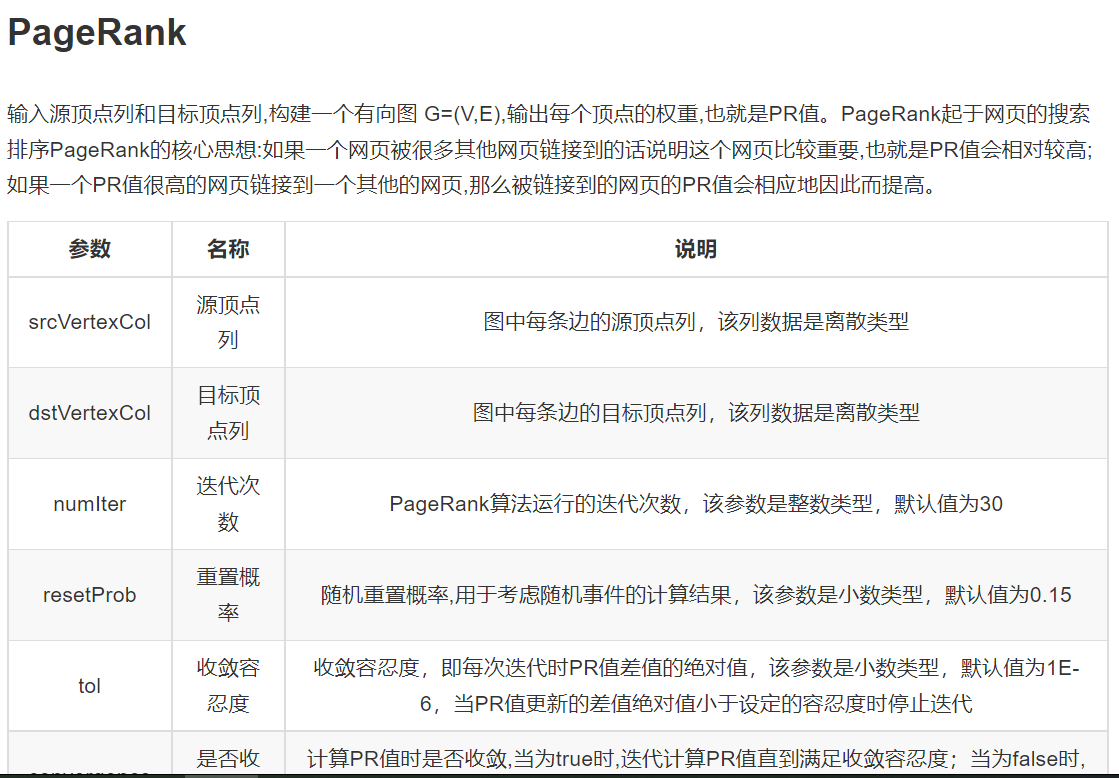 PageRank
输入源顶点列和目标顶点列,构建一个有向图 G=(V,E),输出每个顶点的权重,也就是PR值。PageRank起于网页的搜索
排序PageRank的核心思想:如果一个网页被很多其他网页链接到的话说明这个网页比较重要,也就是PR值会相对较高;
如果一个PR值很高的网页链接到一个其他的网页,那么被链接到的网页的PR值会相应地因此而提高。
参数 名称 说明
srcVertexCol 源顶点列 图中每条边的源顶点列，该列数据是离散类型
dstVertexCol 目标顶点列 图中每条边的目标顶点列，该列数据是离散类型
numIter 迭代次数 PageRank算法运行的迭代次数，该参数是整数类型，默认值为30
resetProb 重置概率 随机重置概率,用于考虑随机事件的计算结果，该参数是小数类型，默认值为0.15
tol 收敛容忍度 收敛容忍度，即每次迭代时PR值差值的绝对值，该参数是小数类型，默认值为1E-
6，当PR值更新的差值绝对值小于设定的容忍度时停止迭代
是否收 计算PR值时是否收敛,当为true时,迭代计算PR值直到满足收敛容忍度；当为false时,